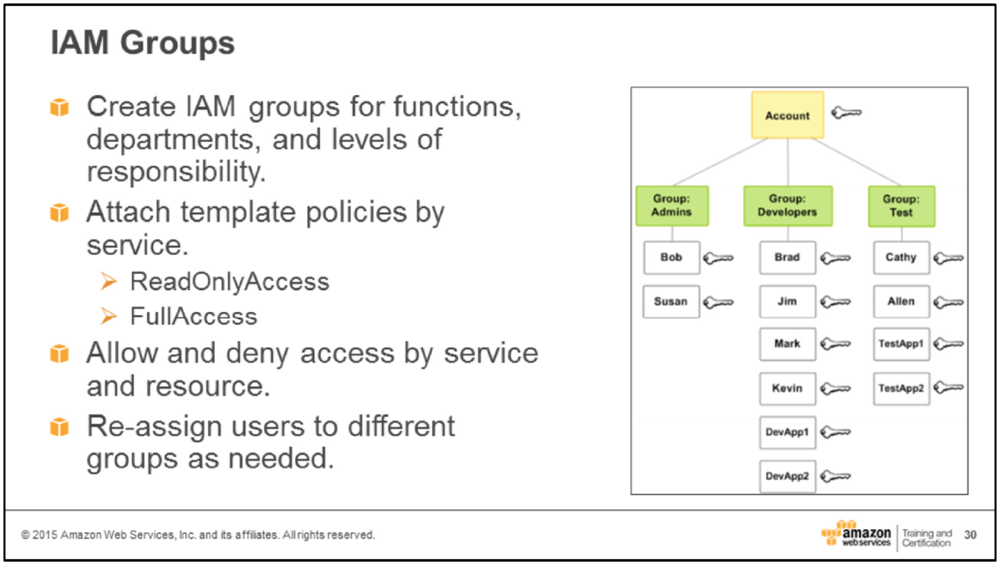 IAM Groups
Create IAM groups for functions,
departments, and levels of
responsibility.
Attach template policies by
service.
ReadOnlyAccess
FullAccess
Allow and deny access by service
and resource.
Re-assign users to different
groups as needed.
Account
Group:
Admins
Bob
Susan
Group:
Developers
Brad
Jim
Mark
Kevin
DevApp1
DevApp2
Group:
Test
Cathy
Allen
TestApp1
TestApp2
© 2015 Amazon Web Services, Inc. and its affiliates. All rights reserved.
amazon
webservices
Training and
Certification
30